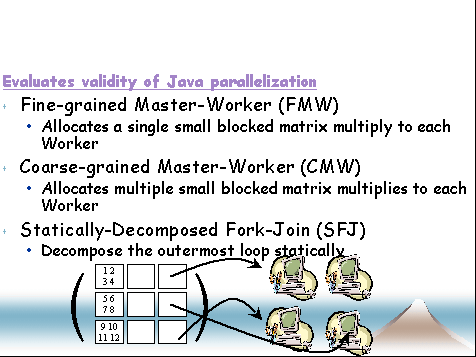 Evaluates validity of Java parallelization
Fine-grained Master-Worker (FMW)
• Allocates a single small blocked matrix multiply to each
Worker
Coarse-grained Master-Worker (CMW)
• Allocates multiple small blocked matrix multiplies to each
Worker
Statically-Decomposed Fork-Join (SFJ)
• Decompose the outermost loop statically
1 2
3 4
5 6
7 8
9 10
11 12